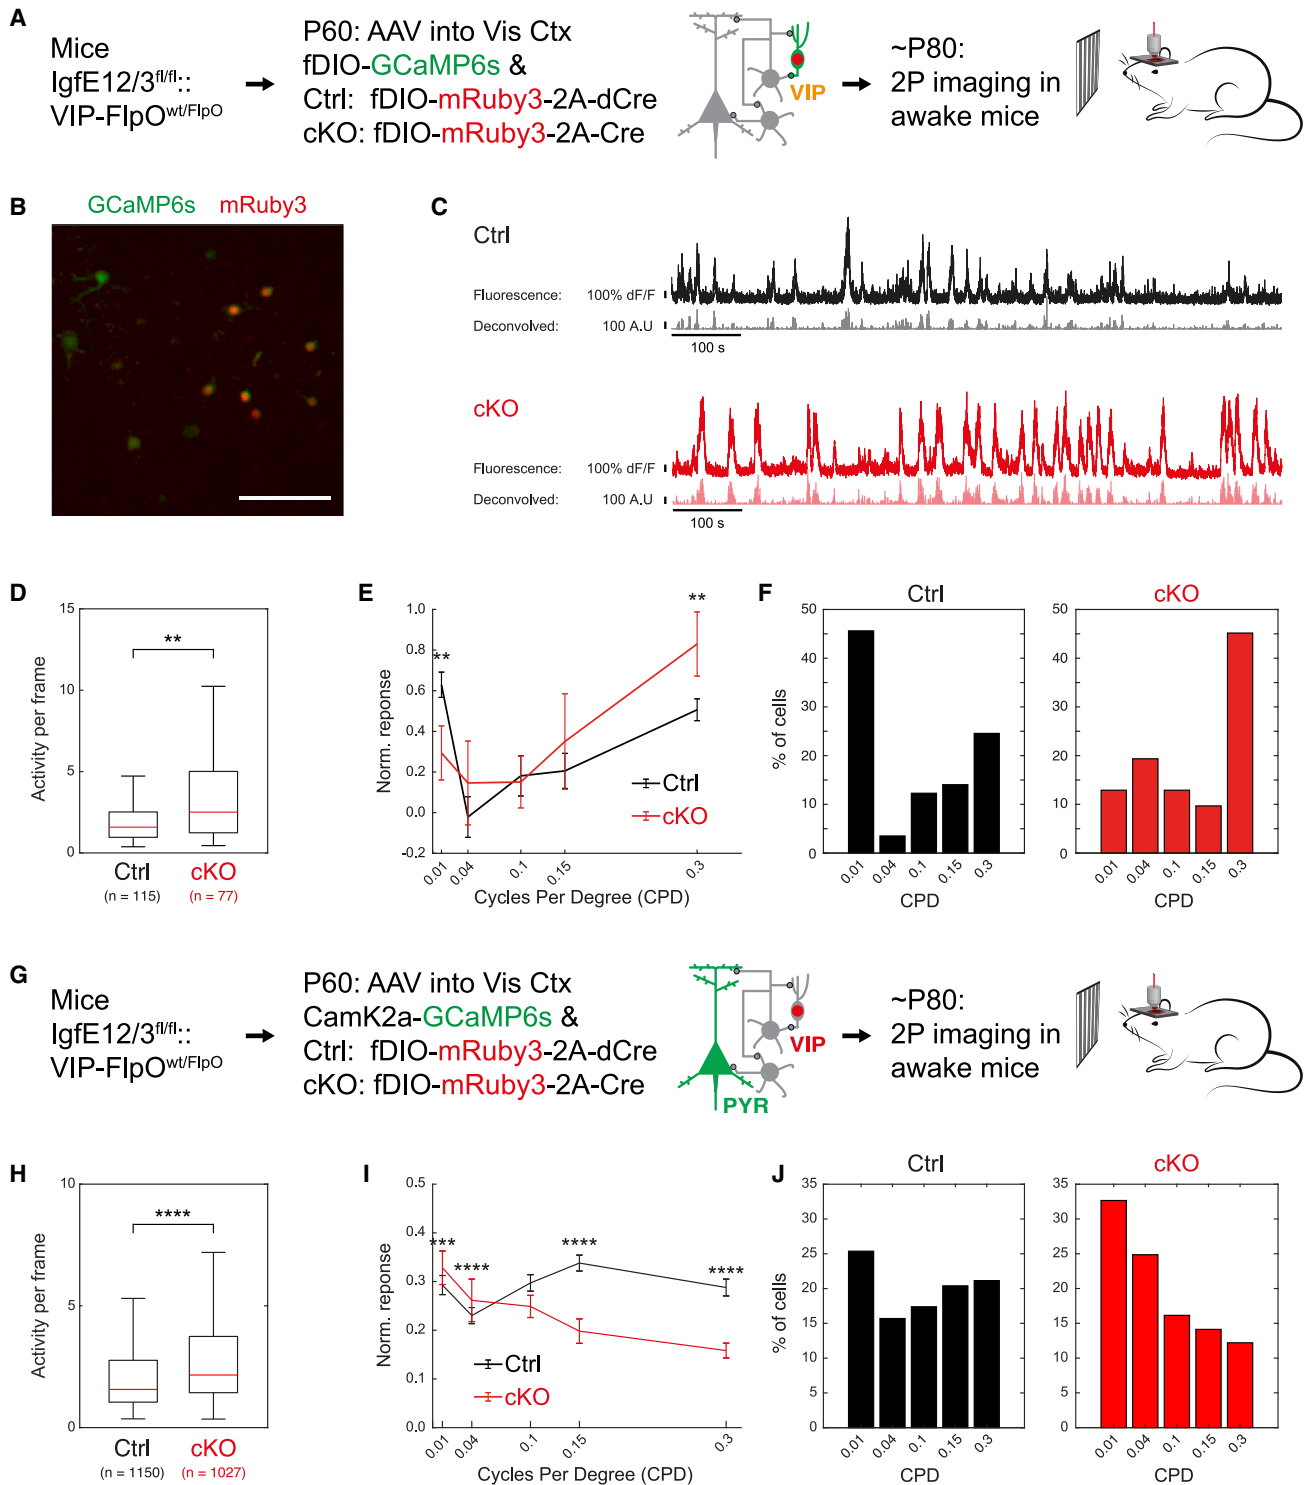 A
Mice
IgfE12/3fl/fl::
VIP-FlpOwt/FlpO
P60: AAV into Vis Ctx
fDIO-GCaMP6s &
Ctrl: fDIO-mRuby3-2A-dCre
cKO: fDIO-mRuby3-2A-Cre
VIP
~P80:
2P imaging in
awake mice
B
GCaMP6s mRuby3
C
Ctrl
Fluorescence: 100% dF/F
Deconvolved: 100 A.U
100 s
cKO
Fluorescence: 100% dF/F
Deconvolved: 100 A.U
100 s
D
Activity per frame
15
10
5
0
**
Ctrl
(n = 115)
cKO
(n = 77)
E
Norm. reponse
1.0
0.8
0.6
0.4
0.2
0.0
-0.2
**
**
Ctrl
cKO
0.01 0.04 0.1 0.15 0.3
Cycles Per Degree (CPD)
F
Ctrl
% of cells
50
40
30
20
10
0
0.01 0.04 0.1 0.15 0.3
CPD
cKO
50
40
30
20
10
0
0.01 0.04 0.1 0.15 0.3
CPD
G
Mice
IgfE12/3fl/fl::
VIP-FlpOwt/FlpO
P60: AAV into Vis Ctx
CamK2a-GCaMP6s &
Ctrl: fDIO-mRuby3-2A-dCre
cKO: fDIO-mRuby3-2A-Cre
VIP
PYR
~P80:
2P imaging in
awake mice
H
Activity per frame
10
5
0
****
Ctrl
(n = 1150)
cKO
(n = 1027)
I
Norm. reponse
0.5
0.4
0.3
0.2
0.1
0.0
***
****
****
****
Ctrl
cKO
0.01 0.04 0.1 0.15 0.3
Cycles Per Degree (CPD)
J
Ctrl
% of cells
35
30
25
20
15
10
5
0
0.01 0.04 0.1 0.15 0.3
CPD
cKO
35
30
25
20
15
10
5
0
0.01 0.04 0.1 0.15 0.3
CPD